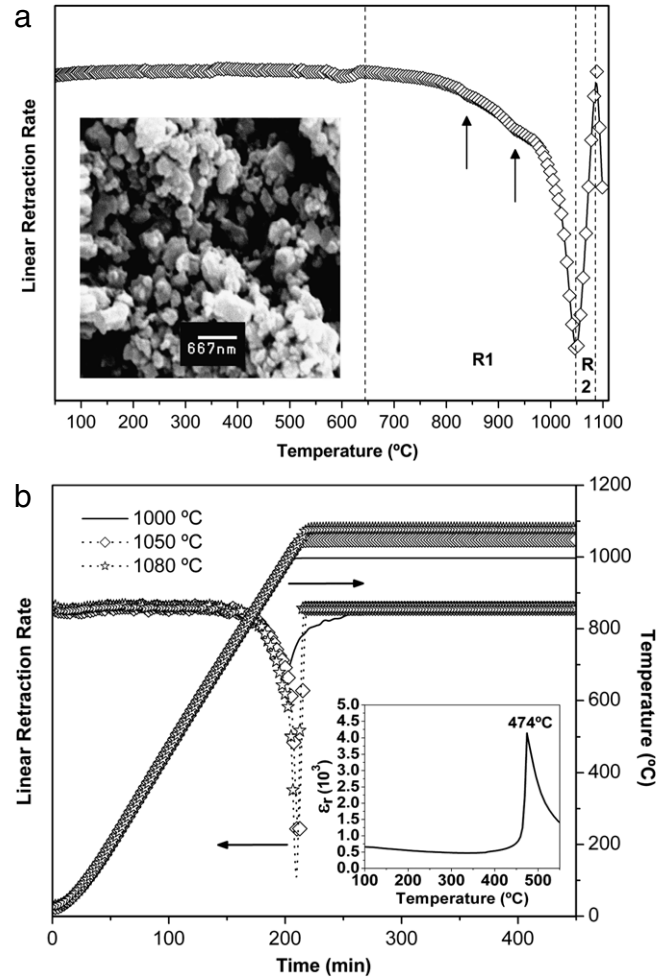 a
Linear Retraction Rate
667nm
R1
R
2
50 100 200 300 400 500 600 700 800 900 1000 1100
Temperature (ºC)
b
Linear Retraction Rate
1000 ºC
1050 ºC
1080 ºC
1200
1000
800
600
400
200
0
Temperature (ºC)
474ºC
εr (10³)
5.0
4.5
4.0
3.5
3.0
2.5
2.0
1.5
1.0
0.5
0.0
100 200 300 400 500
Temperature (ºC)
0 100 200 300 400
Time (min)